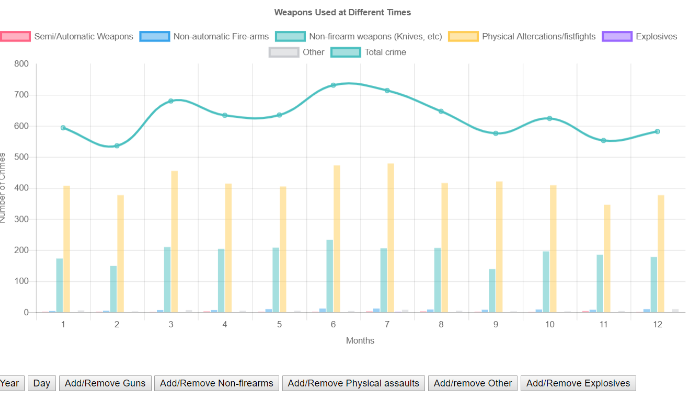 Weapons Used at Different Times
Semi/Automatic Weapons Non-automatic Fire arms Non-firearm weapons (Knives, etc) Physical Altercations/fistfights Explosives
Other Total crime
800
700
600
500
400
300
200
100
0
Number of Crimes
1 2 3 4 5 6 7 8 9 10 11 12
Months
Year Day Add/Remove Guns Add/Remove Non-firearms Add/Remove Physical assaults Add/remove Other Add/Remove Explosives